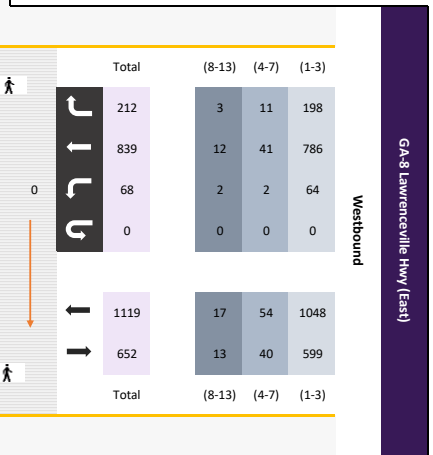 Total (8-13) (4-7) (1-3)
212 3 11 198
839 12 41 786
0 68 2 2 64
0 0 0 0
1119 17 54 1048
652 13 40 599
Total (8-13) (4-7) (1-3)
Westbound
GA-8 Lawrenceville Hwy (East)